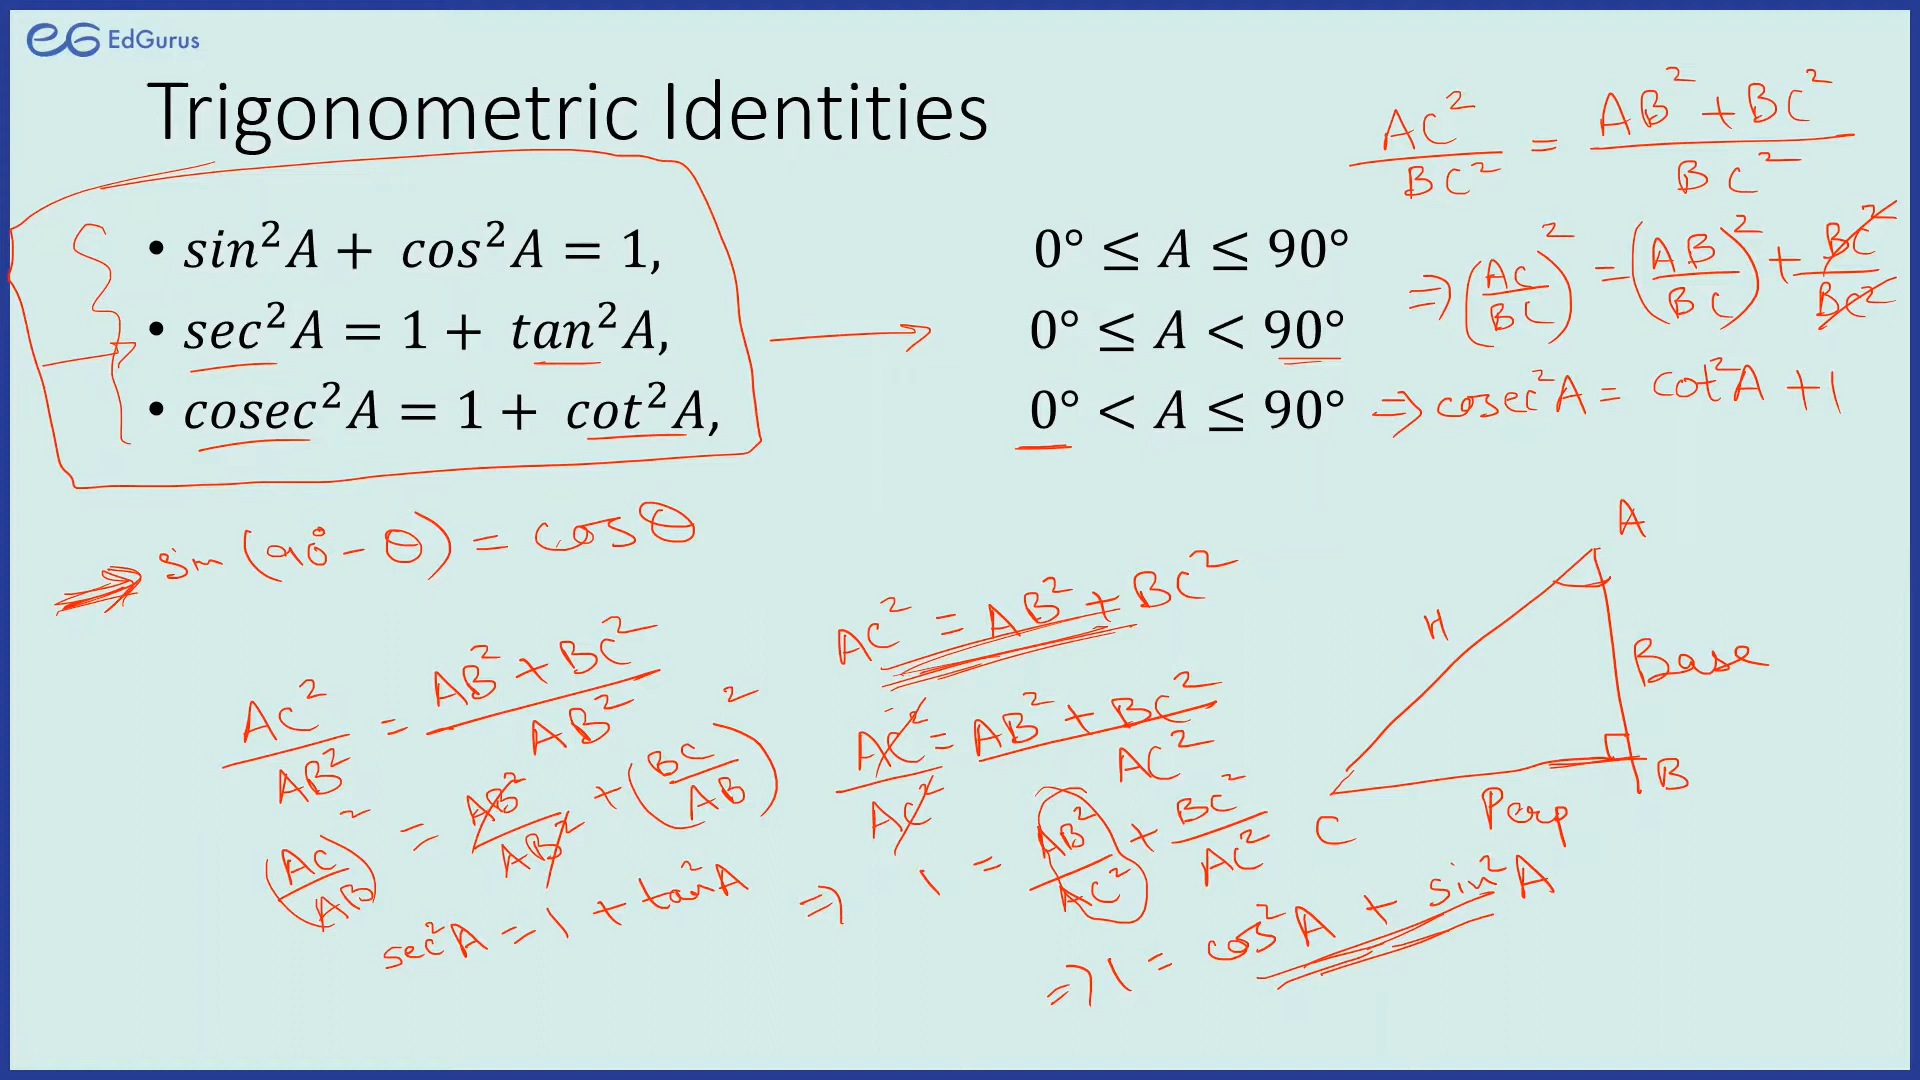 EdGurus
Trigonometric Identities
• sin²A + cos²A = 1, 0° ≤ A ≤ 90°
• sec²A = 1 + tan²A, 0° ≤ A < 90°
• cosec²A = 1 + cot²A, 0° < A ≤ 90°
AC²/BC² = (AB² + BC²)/BC²
⇒ (AC/BC)² = (AB/BC)² + BC²/BC²
⇒ cosec²A = cot²A + 1
sin (90° - θ) = cos θ
AC²/AB² = (AB² + BC²)/AB²
(AC/AB)² = AB²/AB² + (BC/AB)²
sec²A = 1 + tan²A
AC² = AB² + BC²
AC²/AC² = (AB² + BC²)/AC²
⇒ 1 = AB²/AC² + BC²/AC²
⇒ 1 = cos²A + sin²A
A
H
Base
B
Perp
C